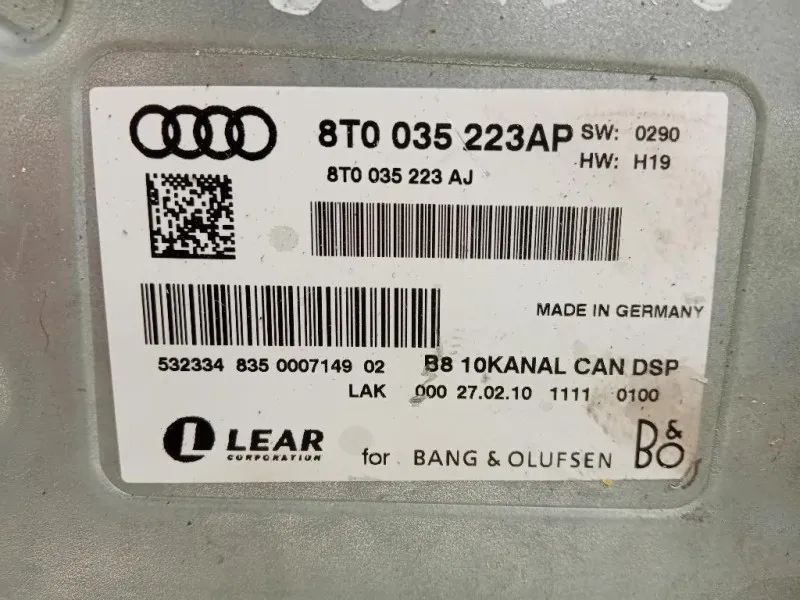 8T0 035 223AP SW: 0290
HW: H19
8T0 035 223 AJ
MADE IN GERMANY
532334 835 0007149 02 B8 10KANAL CAN DSP
LAK 000 27.02.10 1111 0100
L LEAR
CORPORATION
for BANG & OLUFSEN B&O